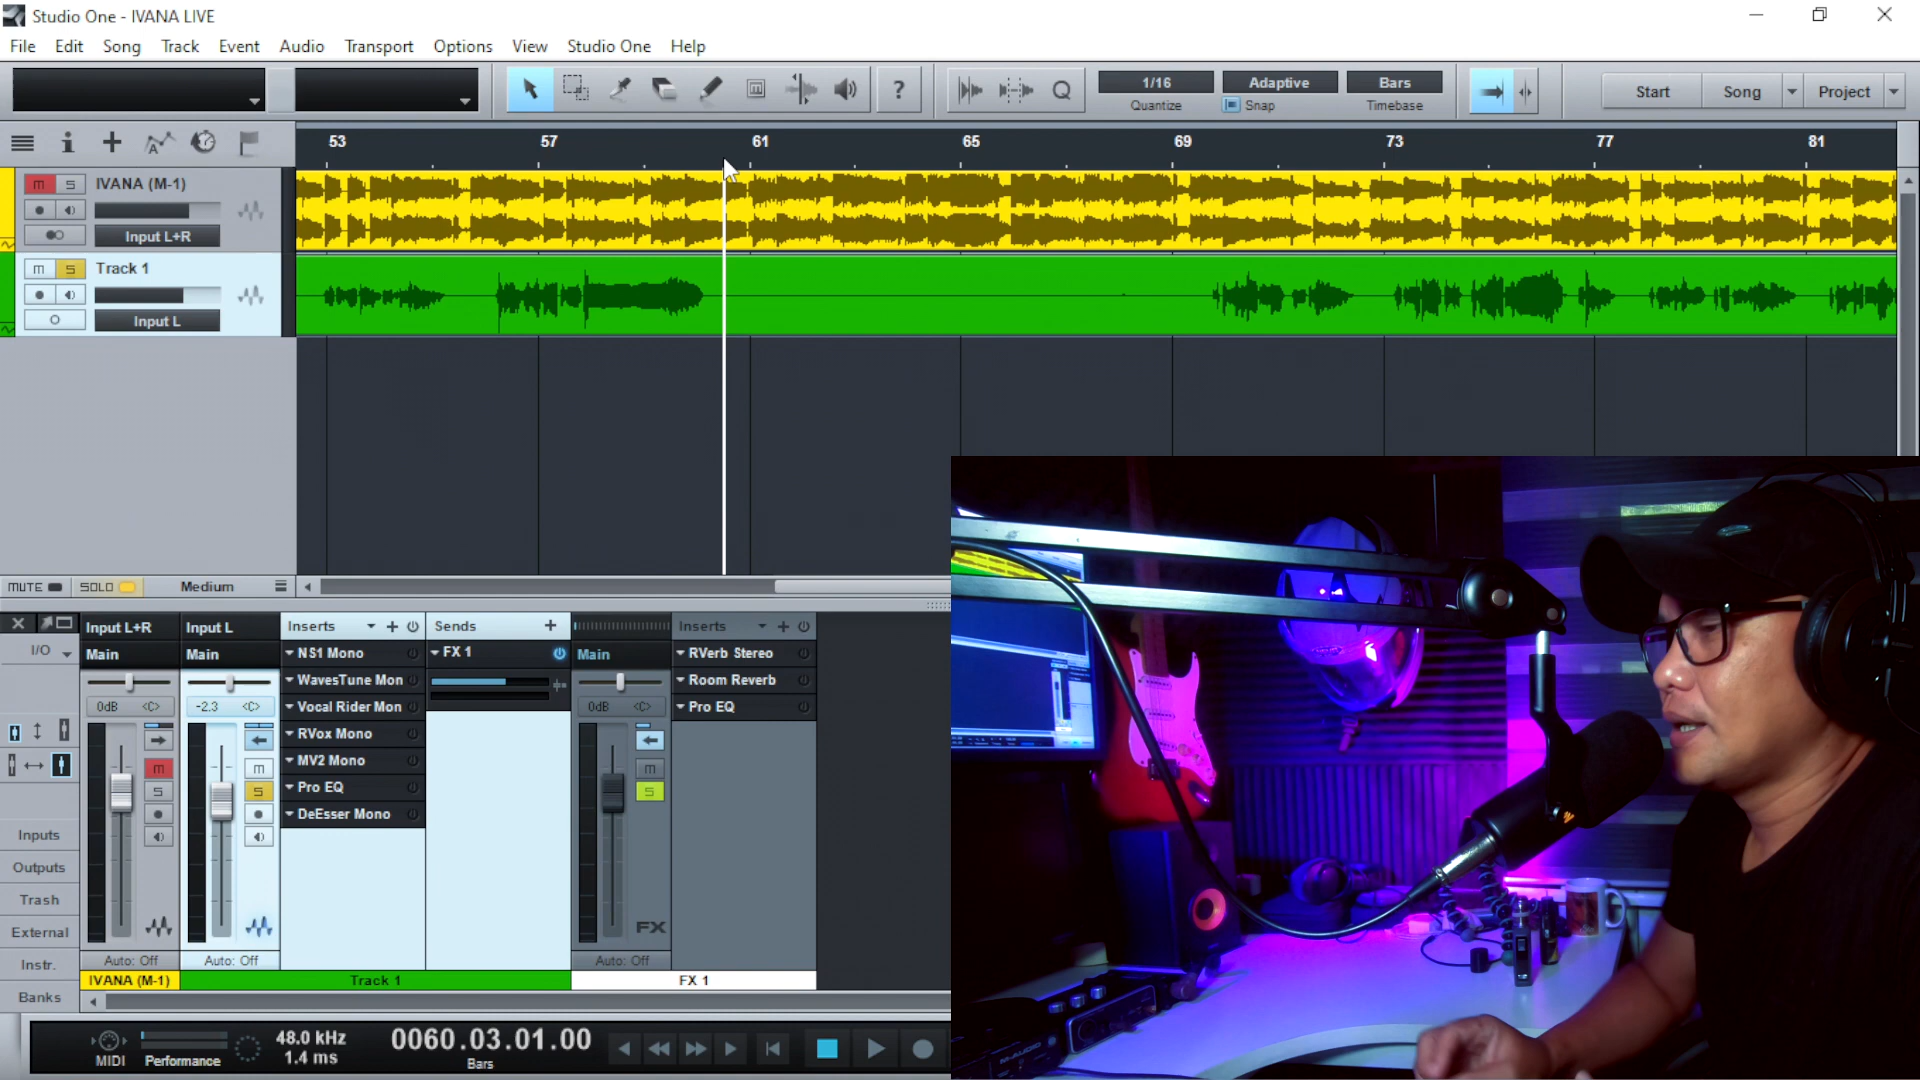 Studio One - IVANA LIVE
File Edit Song Track Event Audio Transport Options View Studio One Help
1/16 Adaptive Bars
Quantize Snap Timebase
Start Song Project
53 57 61 65 69 73 77 81
M S IVANA (M-1)
Input L+R
M S Track 1
Input L
MUTE SOLO Medium
Input L+R Input L Inserts Sends Inserts
I/O Main Main NS1 Mono FX 1 Main RVerb Stereo
WavesTune Mon Room Reverb
0dB <C> -2.3 <C> Vocal Rider Mon 0dB <C> Pro EQ
RVox Mono
M M MV2 Mono M
S S Pro EQ S
DeEsser Mono
Inputs
Outputs
Trash
External FX
Instr. Auto: Off Auto: Off Auto: Off
IVANA (M-1) Track 1 FX 1
Banks
MIDI Performance 48.0 kHz 1.4 ms 0060.03.01.00 Bars
M-AUDIO